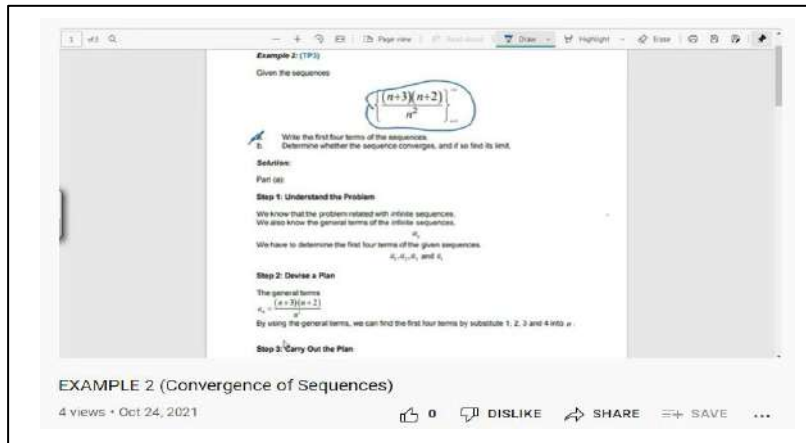 1 of 3
Page view
Draw
Highlight
Erase
Example 2: (TP3)
Given the sequences
{(n+3)(n+2)
n²}
a. Write the first four terms of the sequences.
b. Determine whether the sequence converges, and if so find its limit.
Solution:
Part (a):
Step 1: Understand the Problem
We know that the problem related with infinite sequences.
We also know the general terms of the infinite sequences.
We have to determine the first four terms of the given sequences.
Step 2: Devise a Plan
The general terms
(n+3)(n+2)
By using the general terms, we can find the first four terms by substitute 1, 2, 3 and 4 into n.
Step 3: Carry Out the Plan
EXAMPLE 2 (Convergence of Sequences)
4 views • Oct 24, 2021
0 DISLIKE SHARE SAVE ...